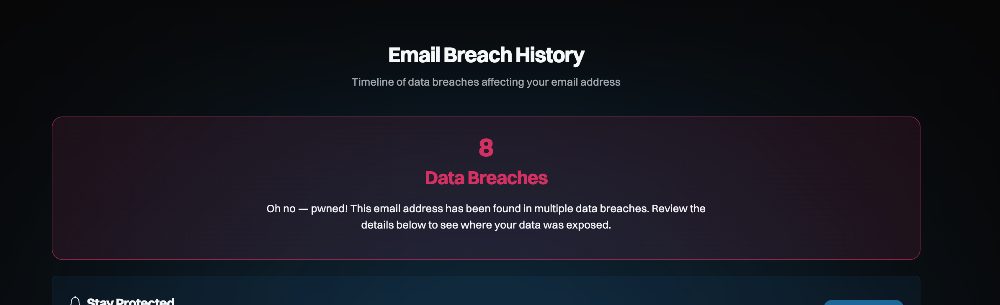 Email Breach History
Timeline of data breaches affecting your email address
8
Data Breaches
Oh no — pwned! This email address has been found in multiple data breaches. Review the
details below to see where your data was exposed.
Stay Protected